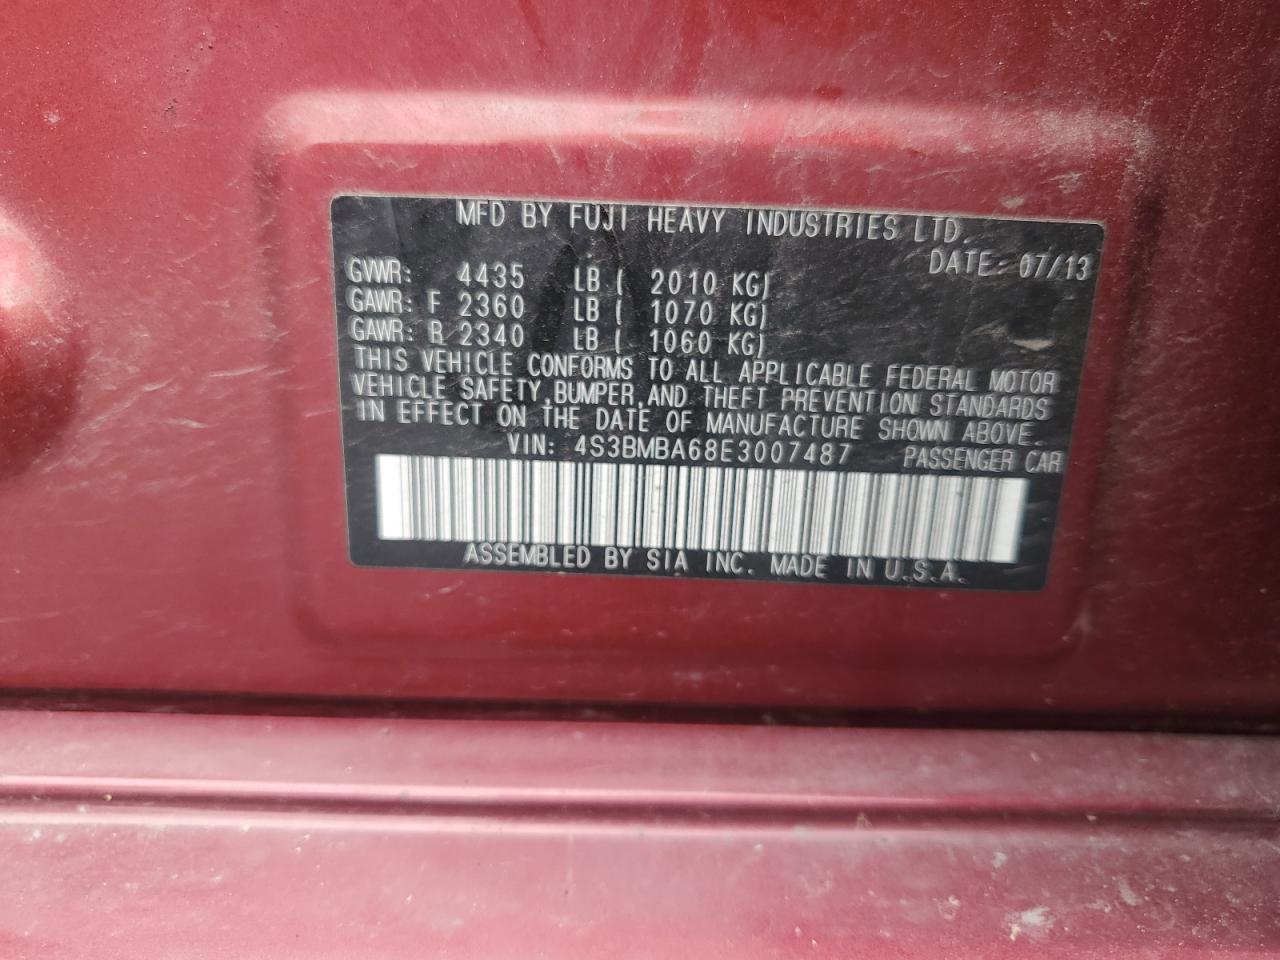 MFD BY FUJI HEAVY INDUSTRIES LTD.
DATE: 07/13
GVWR: 4435 LB ( 2010 KG)
GAWR: F 2360 LB ( 1070 KG)
GAWR: R 2340 LB ( 1060 KG)
THIS VEHICLE CONFORMS TO ALL APPLICABLE FEDERAL MOTOR
VEHICLE SAFETY, BUMPER, AND THEFT PREVENTION STANDARDS
IN EFFECT ON THE DATE OF MANUFACTURE SHOWN ABOVE.
VIN: 4S3BMBA68E3007487 PASSENGER CAR
ASSEMBLED BY SIA INC. MADE IN U.S.A.